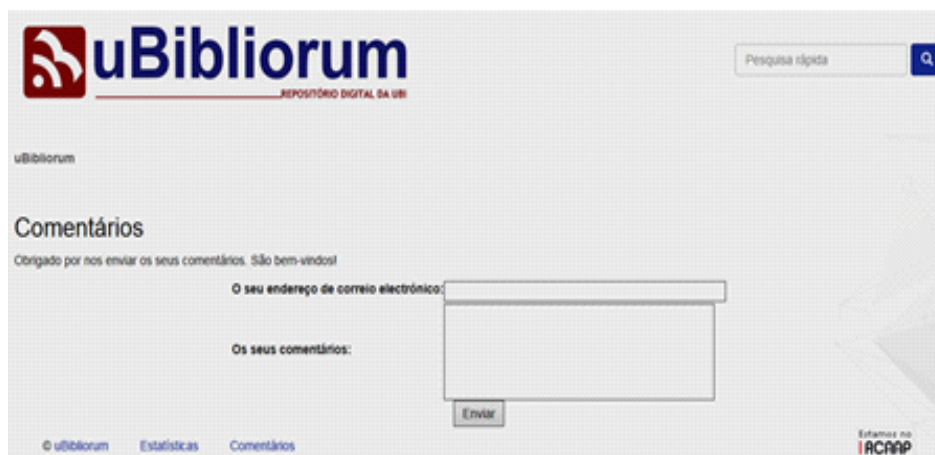 uBibliorum
REPOSITÓRIO DIGITAL DA UBI
Pesquisa rápida
uBibliorum
Comentários
Obrigado por nos enviar os seus comentários. São bem-vindos!
O seu endereço de correio electrónico:
Os seus comentários:
Enviar
© uBibliorum Estatísticas Comentários
Estamos no
RCAAP